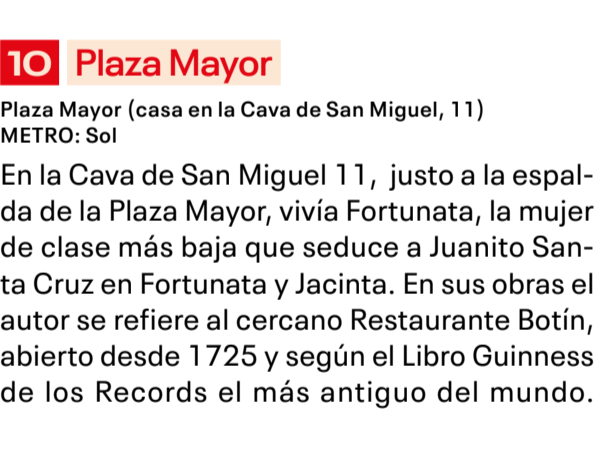 10 Plaza Mayor
Plaza Mayor (casa en la Cava de San Miguel, 11)
METRO: Sol
En la Cava de San Miguel 11, justo a la espal-
da de la Plaza Mayor, vivía Fortunata, la mujer
de clase más baja que seduce a Juanito San-
ta Cruz en Fortunata y Jacinta. En sus obras el
autor se refiere al cercano Restaurante Botín,
abierto desde 1725 y según el Libro Guinness
de los Records el más antiguo del mundo.